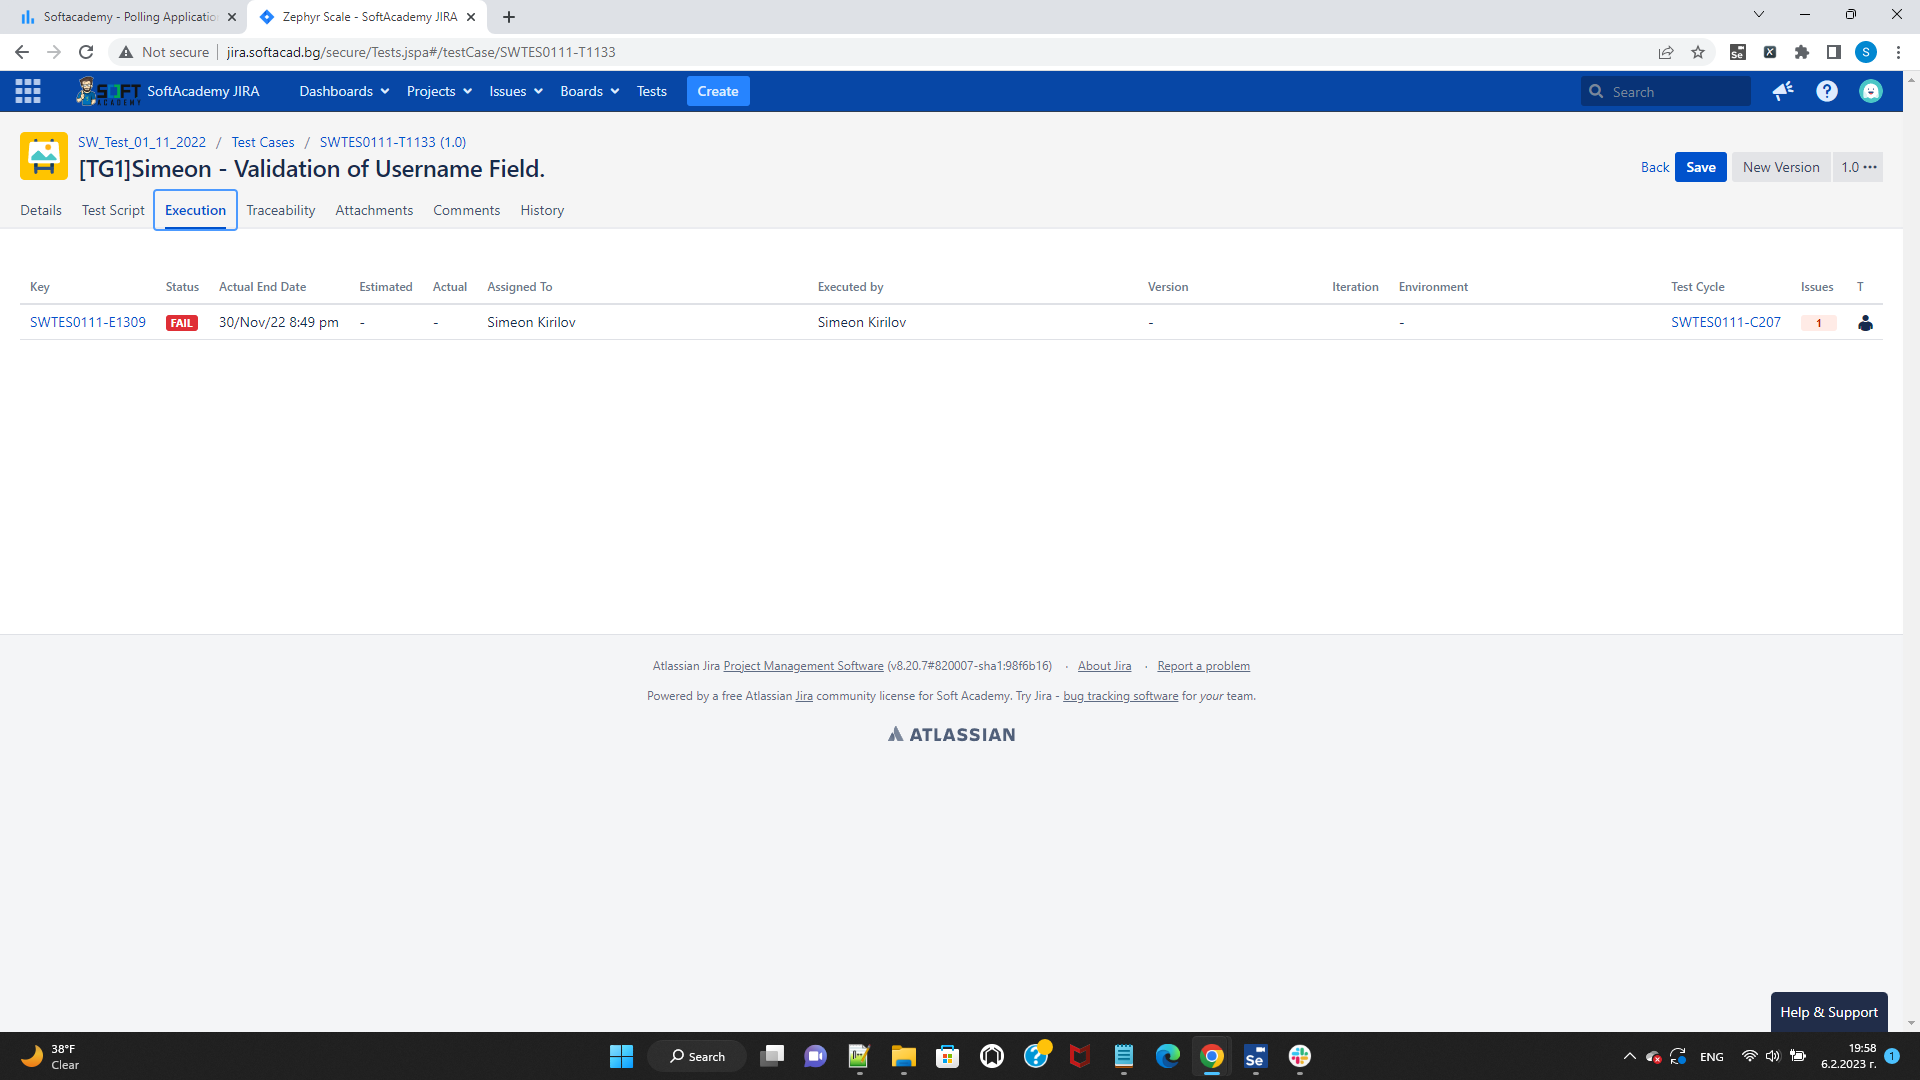 Softacademy - Polling Applicatio
Zephyr Scale - SoftAcademy JIRA
Not secure
jira.softacad.bg/secure/Tests.jspa#/testCase/SWTES0111-T1133
Se
X
S
SOFT
ACADEMY
SoftAcademy JIRA
Dashboards
Projects
Issues
Boards
Tests
Create
Search
SW_Test_01_11_2022 / Test Cases / SWTES0111-T1133 (1.0)
[TG1]Simeon - Validation of Username Field.
Back
Save
New Version
1.0 •••
Details
Test Script
Execution
Traceability
Attachments
Comments
History
Key Status Actual End Date Estimated Actual Assigned To Executed by Version Iteration Environment Test Cycle Issues T
SWTES0111-E1309 FAIL 30/Nov/22 8:49 pm - - Simeon Kirilov Simeon Kirilov - - SWTES0111-C207 1
Atlassian Jira Project Management Software (v8.20.7#820007-sha1:98f6b16) · About Jira · Report a problem
Powered by a free Atlassian Jira community license for Soft Academy. Try Jira - bug tracking software for your team.
ATLASSIAN
Help & Support
38°F
Clear
Search
Se
ENG
19:58
6.2.2023 г.
1